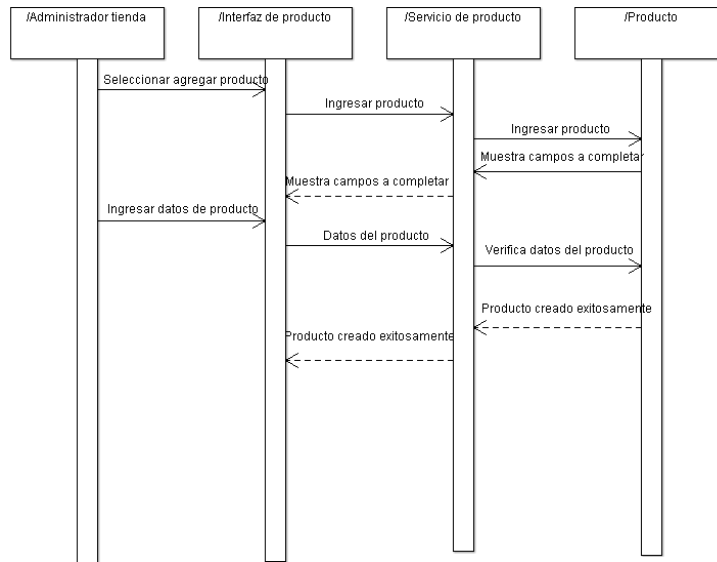 /Administrador tienda
/Interfaz de producto
/Servicio de producto
/Producto
Seleccionar agregar producto
Ingresar producto
Ingresar producto
Muestra campos a completar
Muestra campos a completar
Ingresar datos de producto
Datos del producto
Verifica datos del producto
Producto creado exitosamente
Producto creado exitosamente